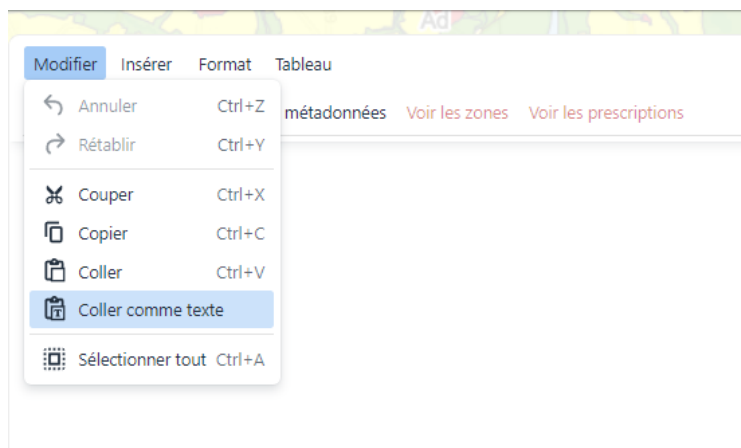 Ad
Modifier Insérer Format Tableau
Annuler Ctrl+Z
métadonnées Voir les zones Voir les prescriptions
Rétablir Ctrl+Y
Couper Ctrl+X
Copier Ctrl+C
Coller Ctrl+V
Coller comme texte
Sélectionner tout Ctrl+A